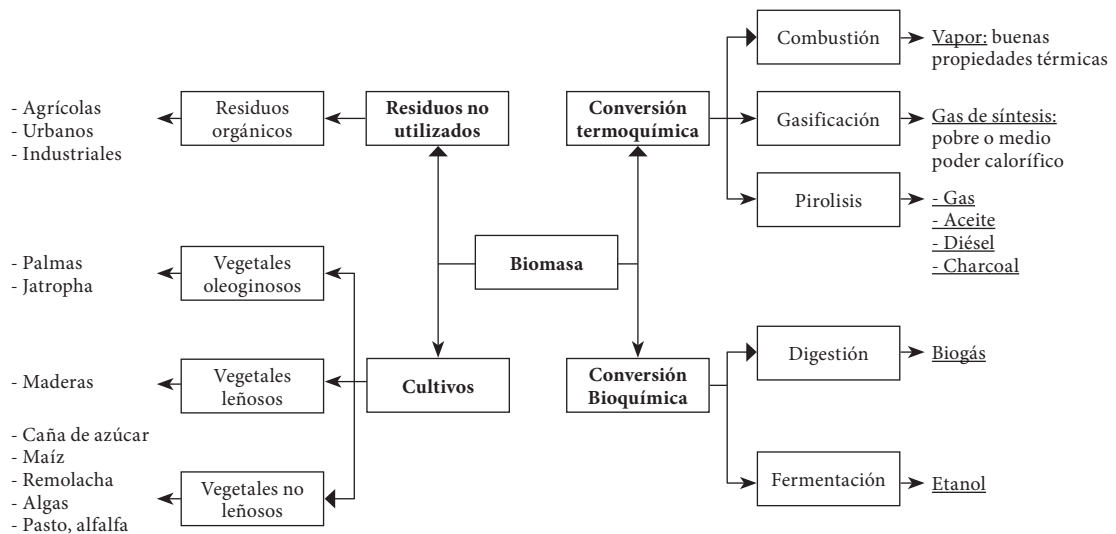 - Agrícolas
- Urbanos
- Industriales
Residuos
orgánicos
Residuos no
utilizados
- Palmas
- Jatropha
Vegetales
oleoginosos
- Maderas
Vegetales
leñosos
Cultivos
- Caña de azúcar
- Maíz
- Remolacha
- Algas
- Pasto, alfalfa
Vegetales no
leñosos
Biomasa
Conversión
termoquímica
Combustión
Vapor: buenas
propiedades térmicas
Gasificación
Gas de síntesis:
pobre o medio
poder calorífico
Pirolisis
- Gas
- Aceite
- Diésel
- Charcoal
Conversión
Bioquímica
Digestión
Biogás
Fermentación
Etanol